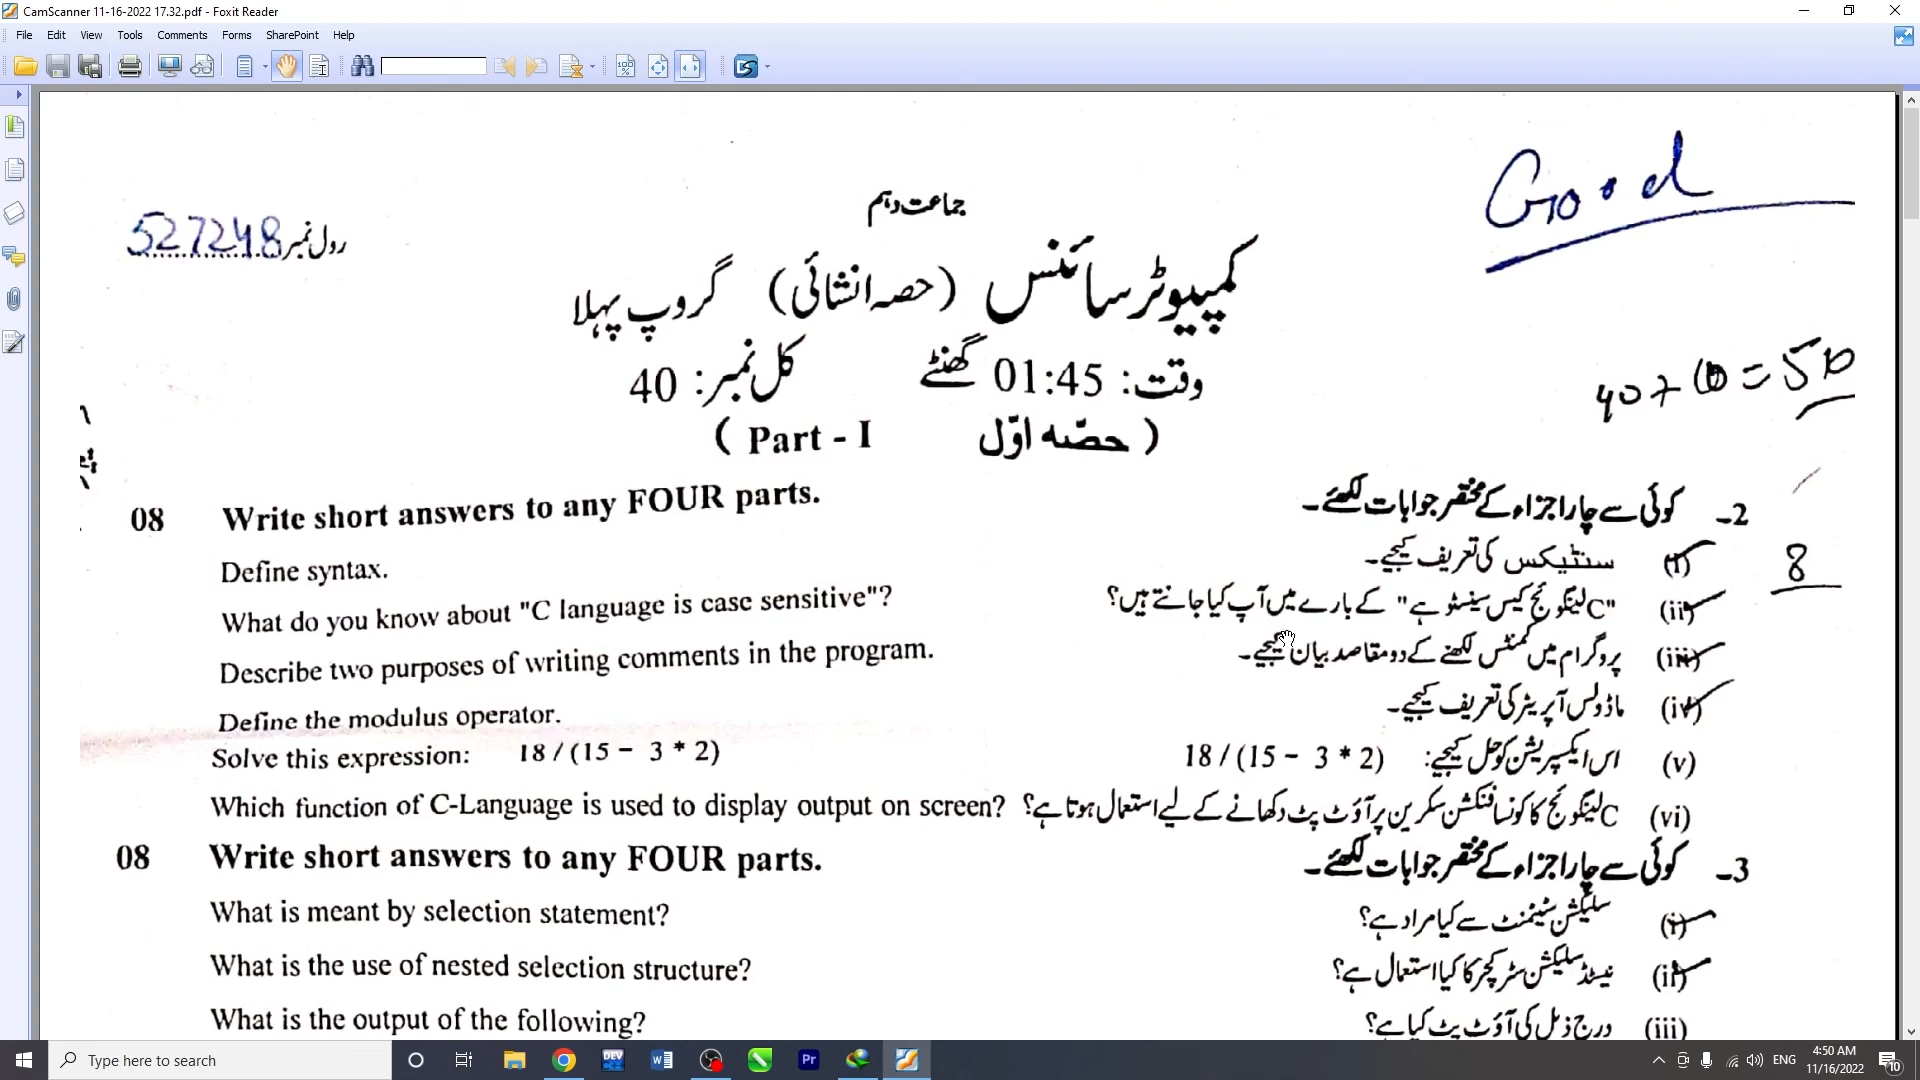 CamScanner 11-16-2022 17.32.pdf - Foxit Reader
File Edit View Tools Comments Forms SharePoint Help
Good
جماعت دہم
رول نمبر 527248
کمپیوٹر سائنس (حصہ انشائی) گروپ پہلا
وقت: 01:45 گھنٹے کل نمبر: 40
40 + 10 = 50
( Part - I حصّہ اوّل )
08 Write short answers to any FOUR parts. 2۔ کوئی سے چار اجزاء کے مختصر جوابات لکھئے۔
8
Define syntax. (i) سنٹیکس کی تعریف کیجیے۔
What do you know about "C language is case sensitive"? (ii) "C لینگوئج کیس سینسٹو ہے" کے بارے میں آپ کیا جانتے ہیں؟
Describe two purposes of writing comments in the program. (iii) پروگرام میں کمنٹس لکھنے کے دو مقاصد بیان کیجیے۔
Define the modulus operator. (iv) ماڈولس آپریٹر کی تعریف کیجیے۔
Solve this expression: 18 / (15 - 3 * 2) (v) اس ایکسپریشن کو حل کیجیے: 18 / (15 - 3 * 2)
Which function of C-Language is used to display output on screen? (vi) C لینگوئج کا کونسا فنکشن سکرین پر آؤٹ پٹ دکھانے کے لیے استعمال ہوتا ہے؟
08 Write short answers to any FOUR parts. 3۔ کوئی سے چار اجزاء کے مختصر جوابات لکھئے۔
What is meant by selection statement? (i) سلیکشن سٹیٹمنٹ سے کیا مراد ہے؟
What is the use of nested selection structure? (ii) نیسٹڈ سلیکشن سٹرکچر کا کیا استعمال ہے؟
What is the output of the following? (iii) درج ذیل کی آؤٹ پٹ کیا ہے؟
Type here to search
DEV
Pr
ENG
4:50 AM
11/16/2022
10